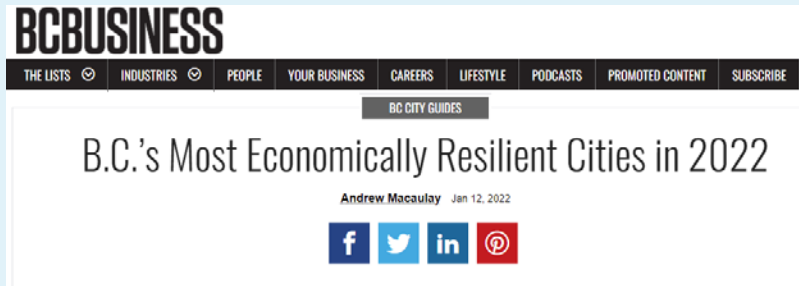 BCBUSINESS
THE LISTS INDUSTRIES PEOPLE YOUR BUSINESS CAREERS LIFESTYLE PODCASTS PROMOTED CONTENT SUBSCRIBE
BC CITY GUIDES
B.C.'s Most Economically Resilient Cities in 2022
Andrew Macaulay Jan 12, 2022